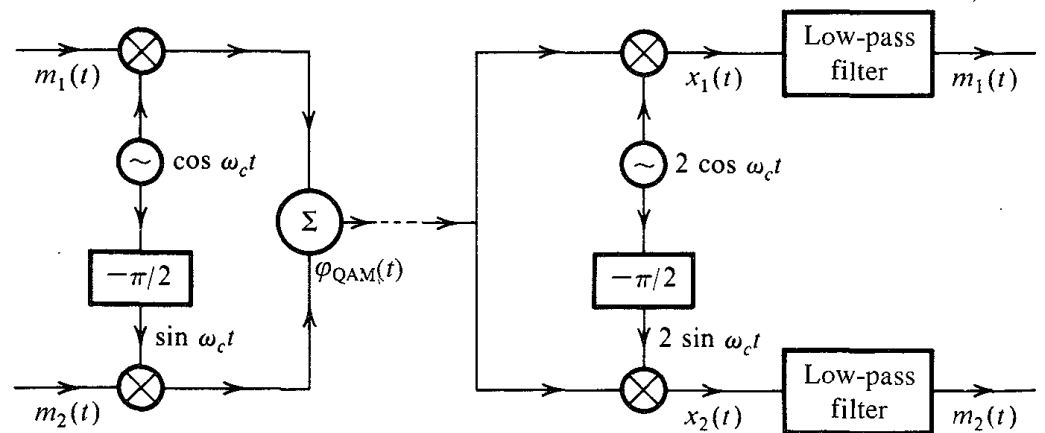 m₁(t)
cos ω_c t
−π/2
sin ω_c t
m₂(t)
Σ
φ_QAM(t)
x₁(t)
Low-pass
filter
m₁(t)
2 cos ω_c t
−π/2
2 sin ω_c t
x₂(t)
Low-pass
filter
m₂(t)